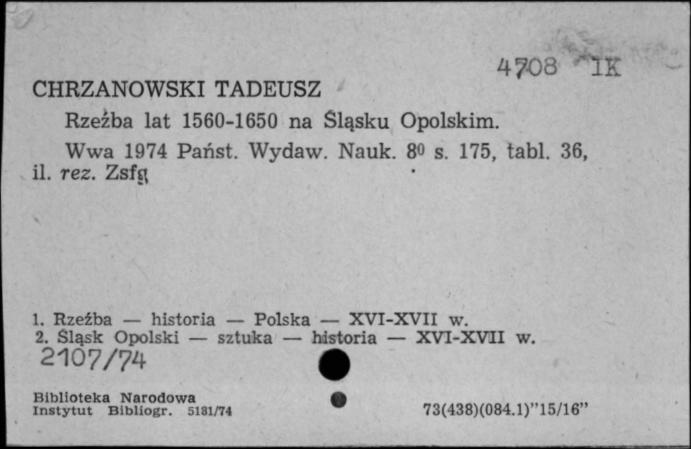 4708 1K
CHRZANOWSKI TADEUSZ
Rzeźba lat 1560-1650 na Śląsku Opolskim.
Wwa 1974 Państ. Wydaw. Nauk. 8⁰ s. 175, tabl. 36,
il. rez. Zsfg
1. Rzeźba — historia — Polska — XVI-XVII w.
2. Śląsk Opolski — sztuka — historia — XVI-XVII w.
2107/74
Biblioteka Narodowa
Instytut Bibliogr. 5181/74
73(438)(084.1)”15/16”